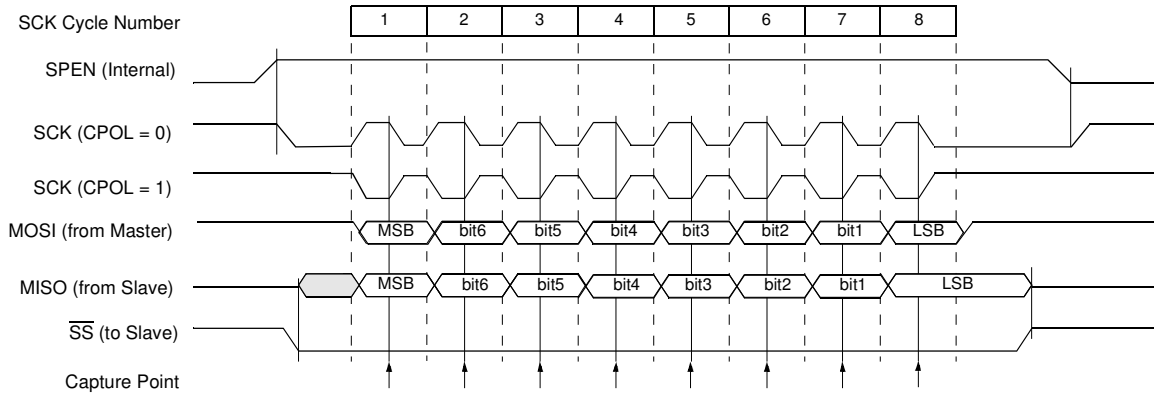 SCK Cycle Number 1 2 3 4 5 6 7 8
SPEN (Internal)
SCK (CPOL = 0)
SCK (CPOL = 1)
MOSI (from Master) MSB bit6 bit5 bit4 bit3 bit2 bit1 LSB
MISO (from Slave) MSB bit6 bit5 bit4 bit3 bit2 bit1 LSB
SS (to Slave)
Capture Point